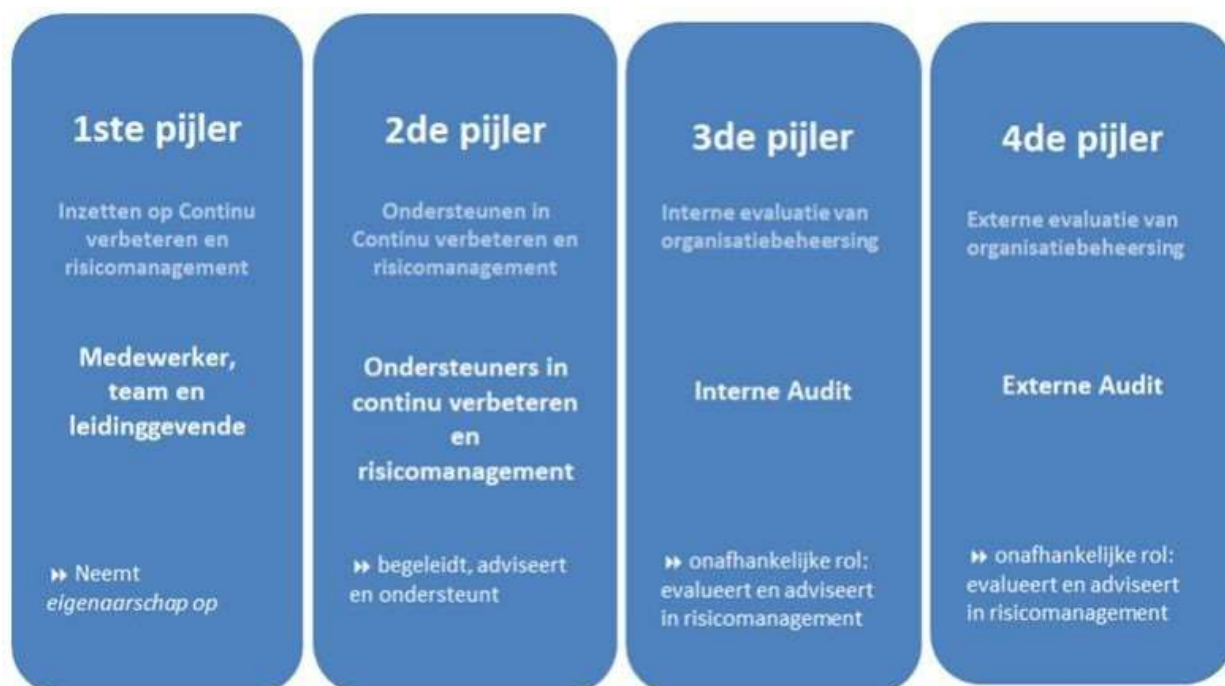 1ste pijler
Inzetten op Continu
verbeteren en
risicomanagement
Medewerker,
team en
leidinggevende
⏩ Neemt
eigenaarschap op
2de pijler
Ondersteunen in
Continu verbeteren en
risicomanagement
Ondersteuners in
continu verbeteren
en
risicomanagement
⏩ begeleidt, adviseert
en ondersteunt
3de pijler
Interne evaluatie van
organisatiebeheersing
Interne Audit
⏩ onafhankelijke rol:
evalueert en adviseert
in risicomanagement
4de pijler
Externe evaluatie van
organisatiebeheersing
Externe Audit
⏩ onafhankelijke rol:
evalueert en adviseert
in risicomanagement